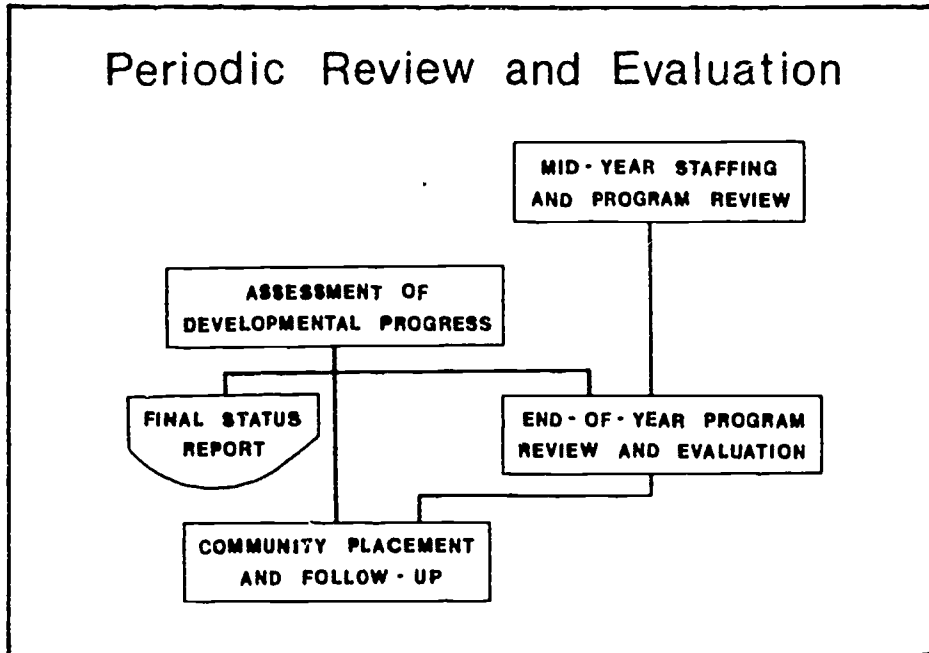 Periodic Review and Evaluation
MID-YEAR STAFFING
AND PROGRAM REVIEW
ASSESSMENT OF
DEVELOPMENTAL PROGRESS
FINAL STATUS
REPORT
END-OF-YEAR PROGRAM
REVIEW AND EVALUATION
COMMUNITY PLACEMENT
AND FOLLOW-UP